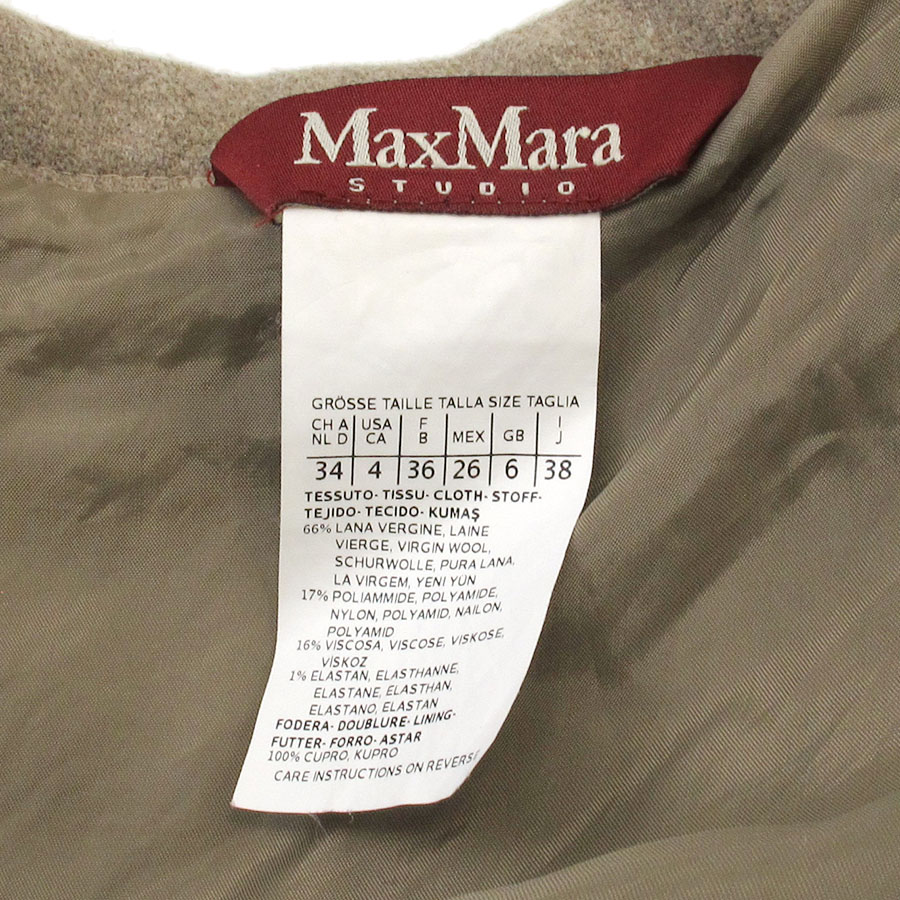 MaxMara
STUDIO
GRÖSSE TAILLE TALLA SIZE TAGLIA
CH A USA F I
NL D CA B MEX GB J
34 4 36 26 6 38
TESSUTO- TISSU- CLOTH- STOFF-
TEJIDO- TECIDO- KUMAŞ
66% LANA VERGINE, LAINE
VIERGE, VIRGIN WOOL,
SCHURWOLLE, PURA LANA,
LA VIRGEM, YENI YÜN
17% POLIAMMIDE, POLYAMIDE,
NYLON, POLYAMID, NAILON,
POLYAMID
16% VISCOSA, VISCOSE, VISKOSE,
VİSKOZ
1% ELASTAN, ELASTHANNE,
ELASTANE, ELASTHAN,
ELASTANO, ELASTAN
FODERA- DOUBLURE- LINING-
FUTTER- FORRO- ASTAR
100% CUPRO, KUPRO
CARE INSTRUCTIONS ON REVERSE